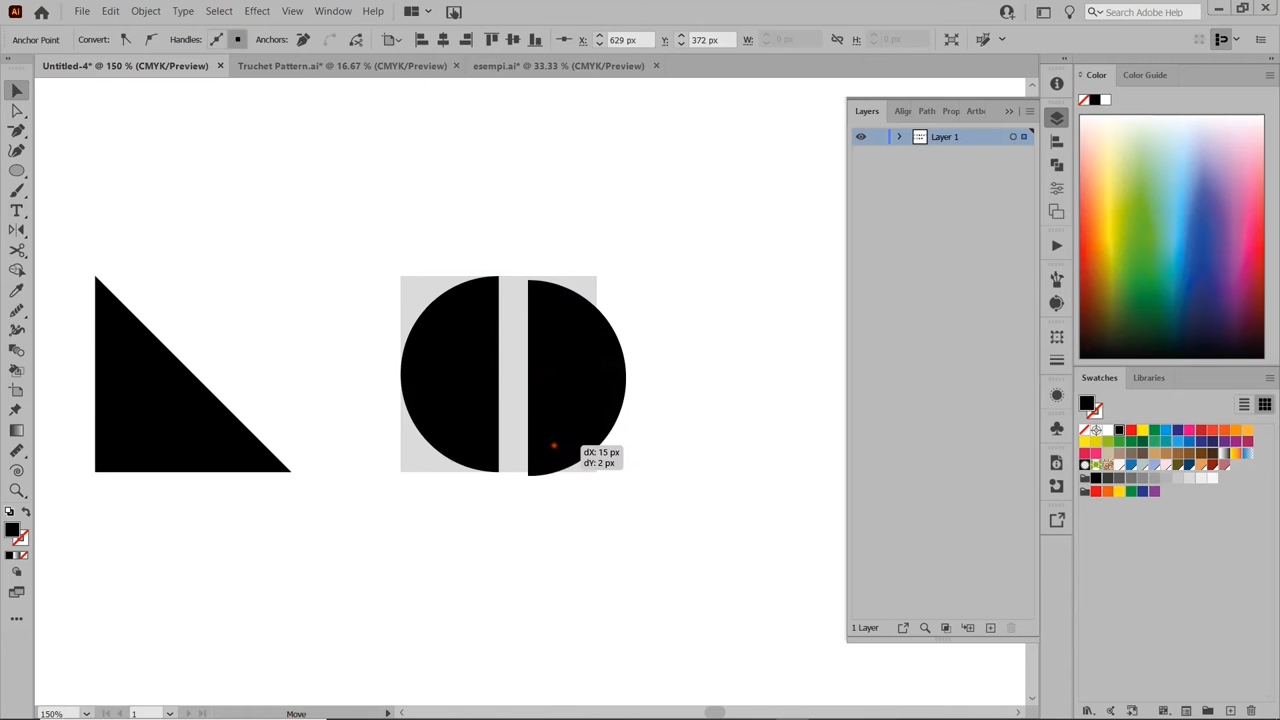 Ai File Edit Object Type Select Effect View Window Help Search Adobe Help
Anchor Point Convert: Handles: Anchors: X: 629 px Y: 372 px W: 0 px H: 0 px
Untitled-4* @ 150 % (CMYK/Preview) × Truchet Pattern.ai* @ 16.67 % (CMYK/Preview) × esempi.ai* @ 33.33 % (CMYK/Preview) ×
Color Color Guide
Layers Aligr Path Prop Artbo
Layer 1
Swatches Libraries
dX: 15 px
dY: 2 px
1 Layer
150% 1 Move